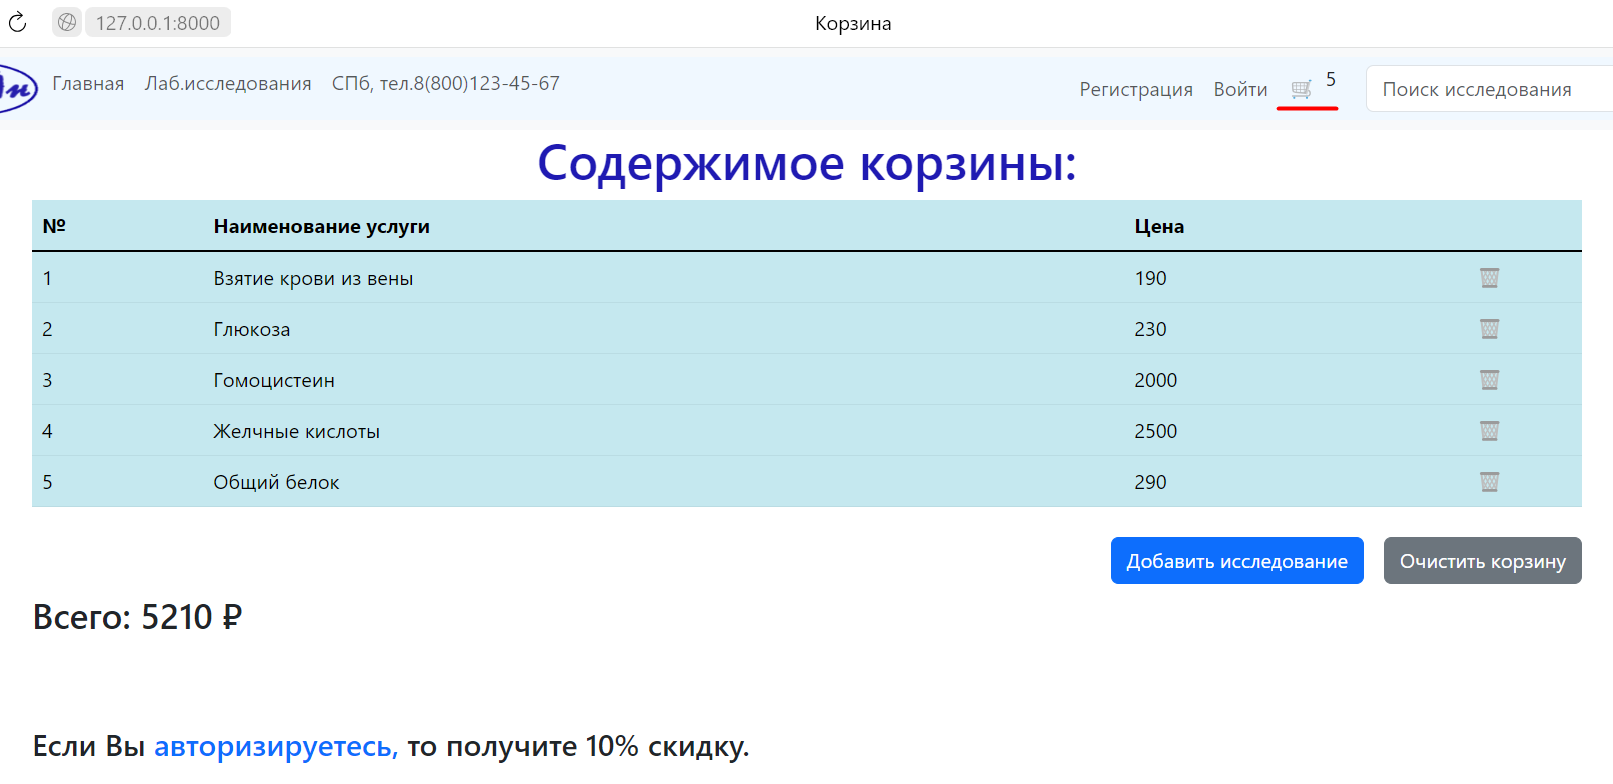 127.0.0.1:8000 Корзина
Главная Лаб.исследования СПб, тел.8(800)123-45-67 Регистрация Войти 5 Поиск исследования
Содержимое корзины:
№ Наименование услуги Цена
1 Взятие крови из вены 190
2 Глюкоза 230
3 Гомоцистеин 2000
4 Желчные кислоты 2500
5 Общий белок 290
Добавить исследование Очистить корзину
Всего: 5210 ₽
Если Вы авторизируетесь, то получите 10% скидку.